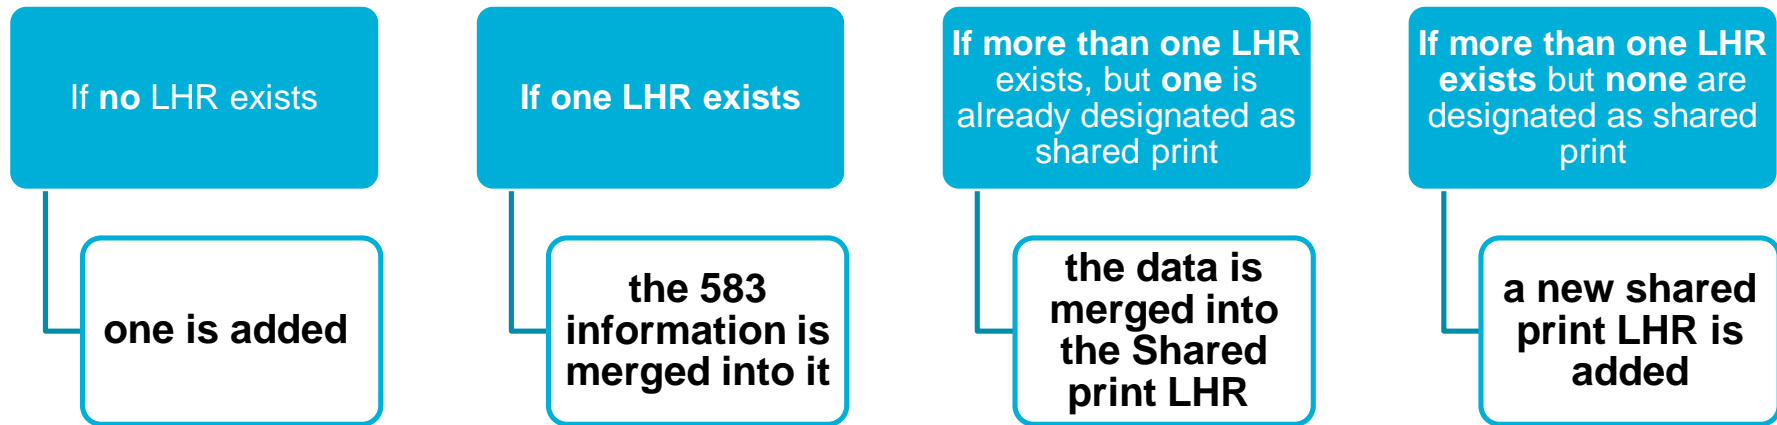 If no LHR exists
one is added
If one LHR exists
the 583
information is
merged into it
If more than one LHR
exists, but one is
already designated as
shared print
the data is
merged into
the Shared
print LHR
If more than one LHR
exists but none are
designated as shared
print
a new shared
print LHR is
added